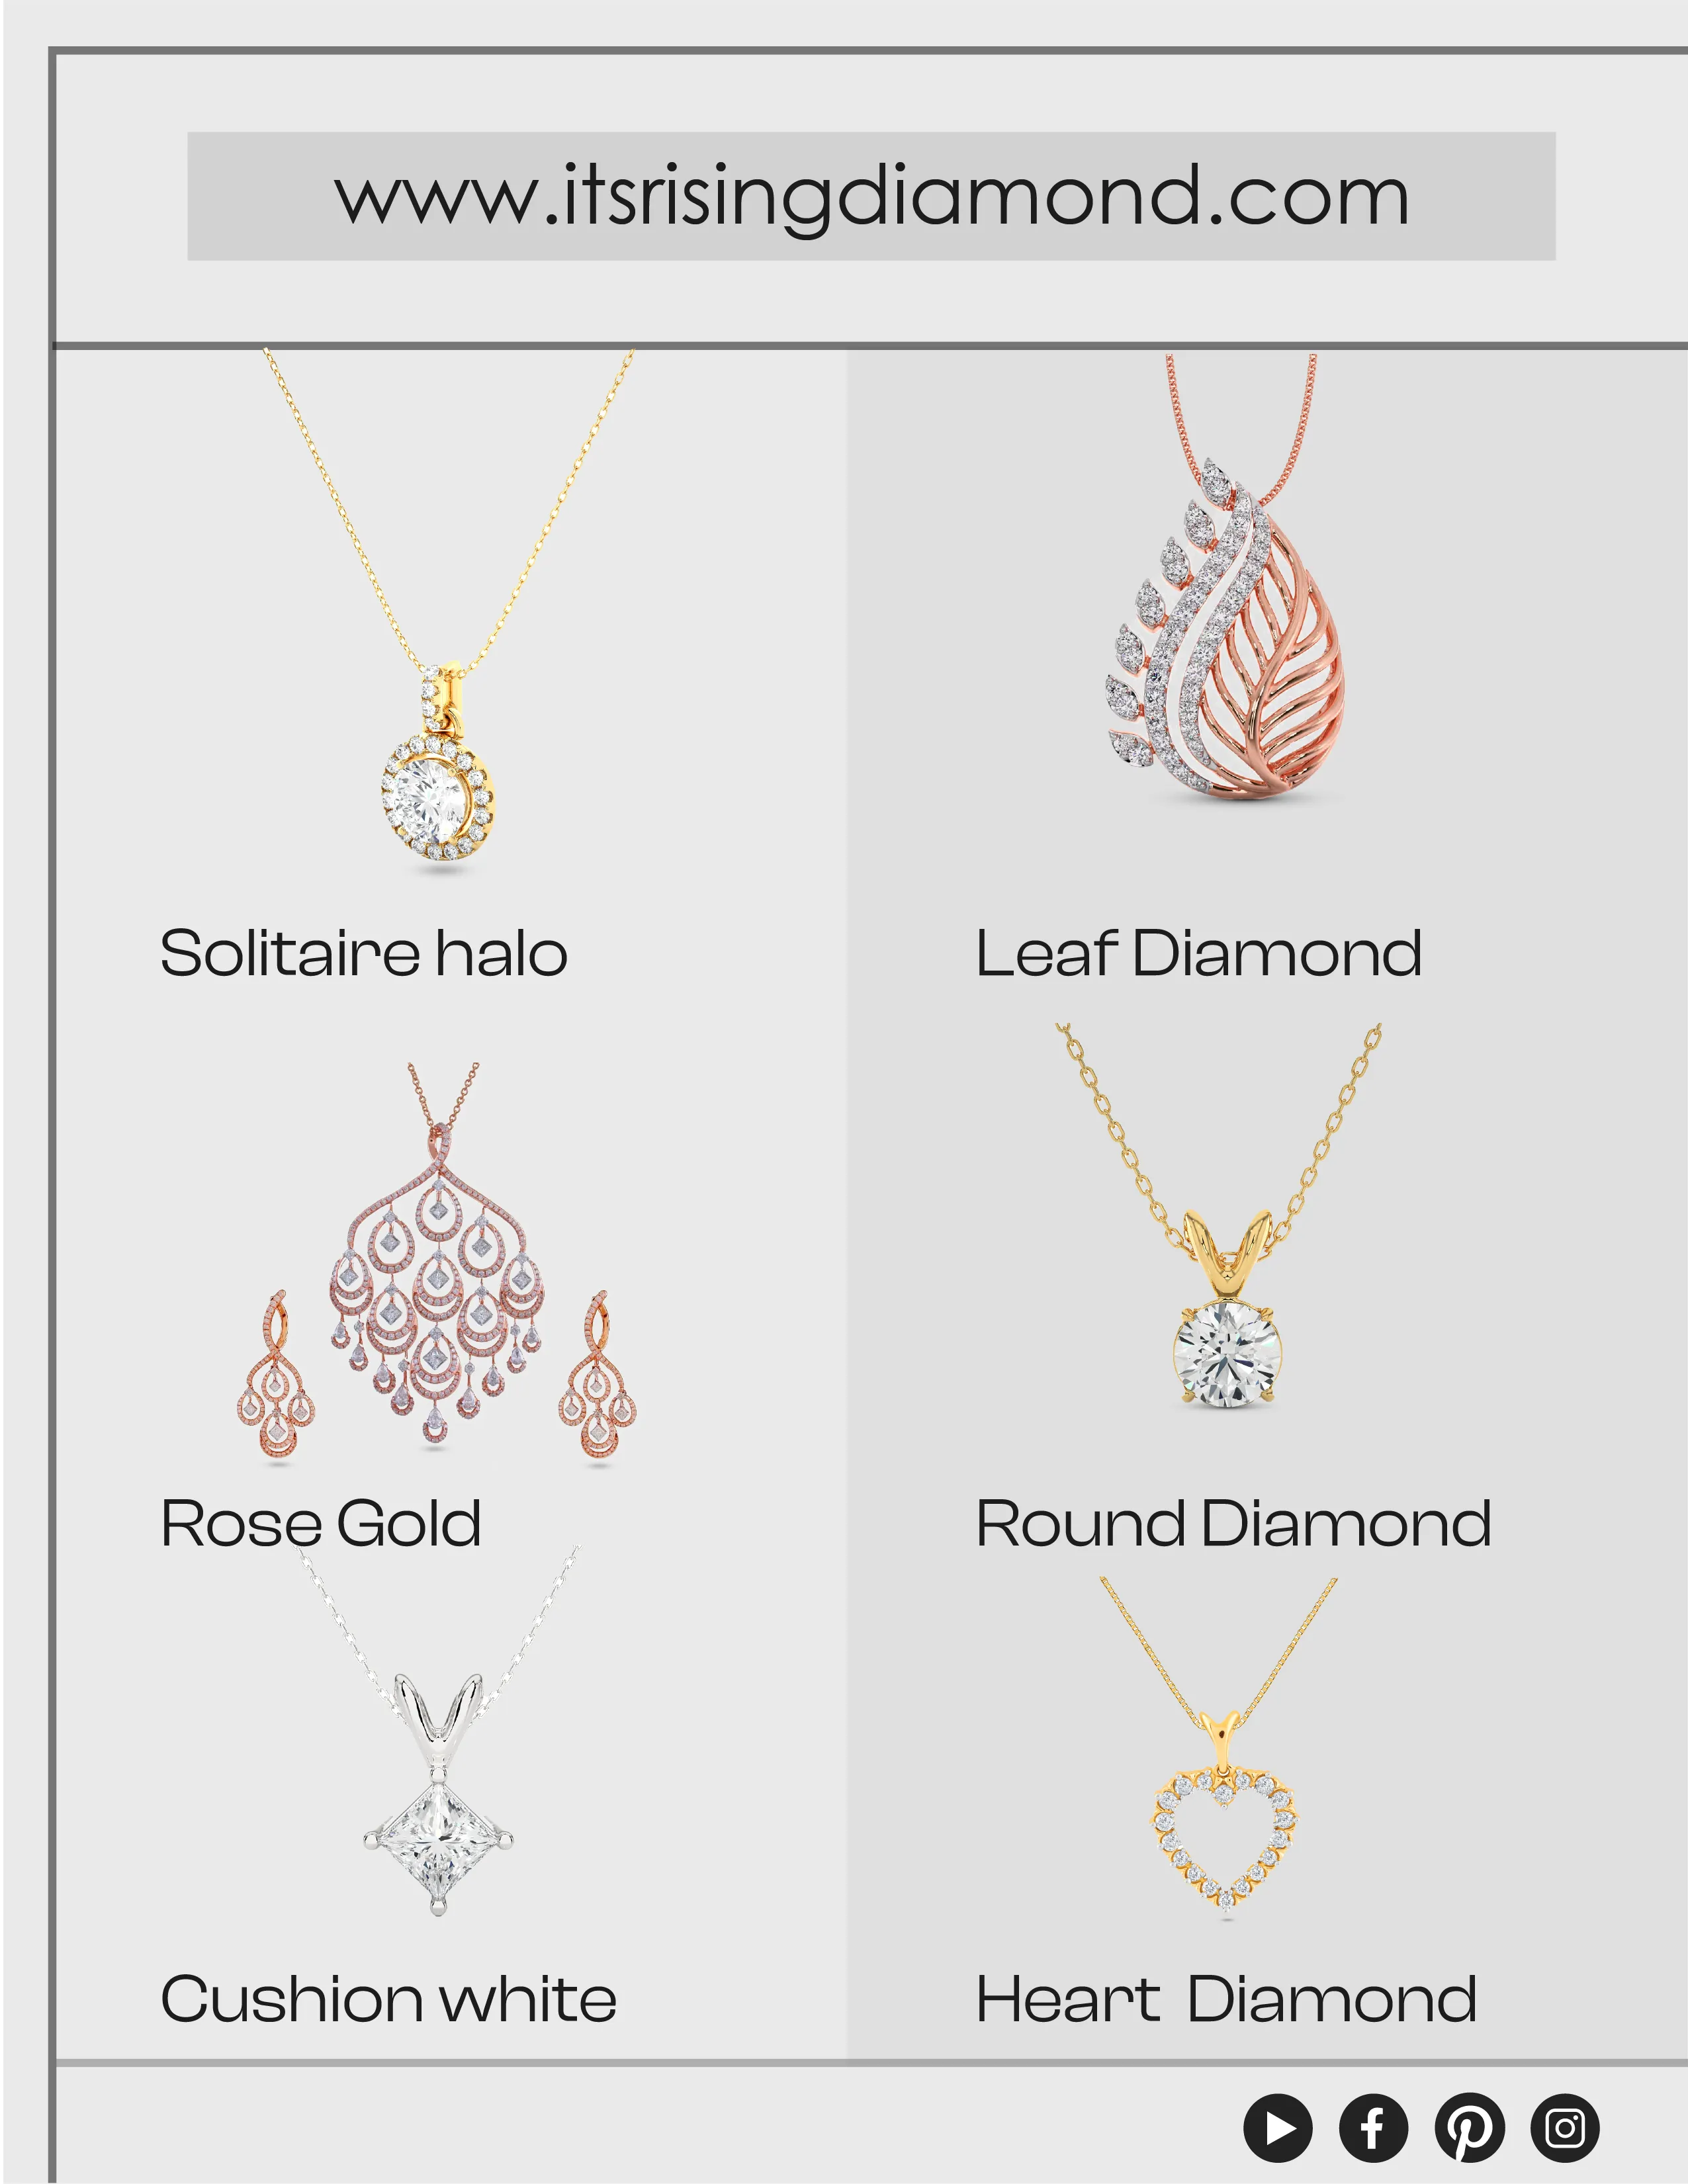 www.itsrisingdiamond.com
Solitaire halo
Leaf Diamond
Rose Gold
Round Diamond
Cushion white
Heart Diamond